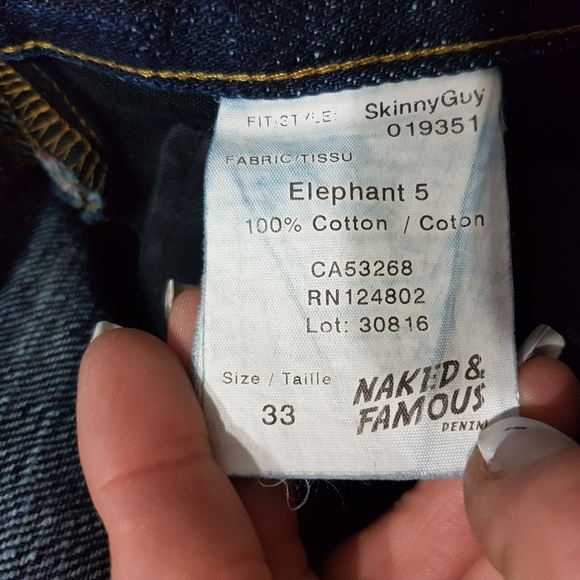 FIT/STYLE: SkinnyGuy
019351
FABRIC/TISSU
Elephant 5
100% Cotton / Coton
CA53268
RN124802
Lot: 30816
Size / Taille
33
NAKED &
FAMOUS
DENIM